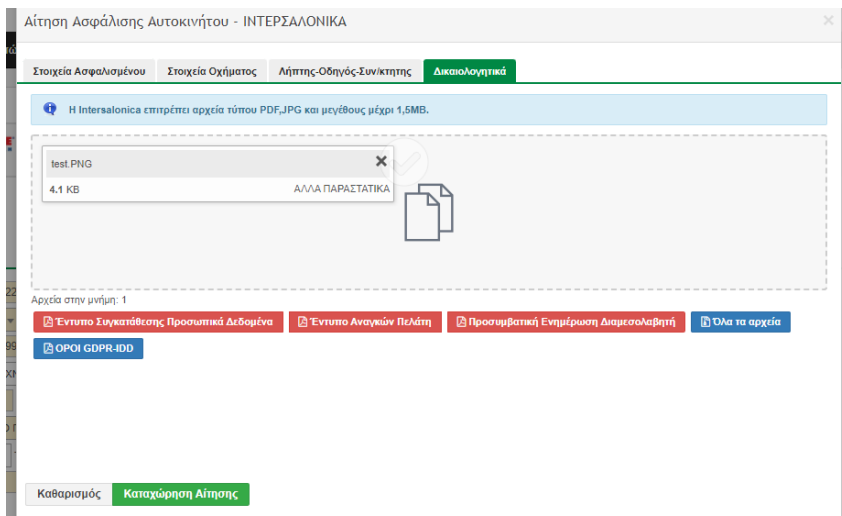 Αίτηση Ασφάλισης Αυτοκινήτου - ΙΝΤΕΡΣΑΛΟΝΙΚΑ
Στοιχεία Ασφαλισμένου Στοιχεία Οχήματος Λήπτης-Οδηγός-Συν/κτητης Δικαιολογητικά
Η Intersalonica επιτρέπει αρχεία τύπου PDF,JPG και μεγέθους μέχρι 1,5MB.
test.PNG
4.1 KB ΑΛΛΑ ΠΑΡΑΣΤΑΤΙΚΑ
Αρχεία στην μνήμη: 1
Έντυπο Συγκατάθεσης Προσωπικά Δεδομένα Έντυπο Αναγκών Πελάτη Προσυμβατική Ενημέρωση Διαμεσολαβητή Όλα τα αρχεία
ΟΡΟΙ GDPR-IDD
Καθαρισμός Καταχώρηση Αίτησης